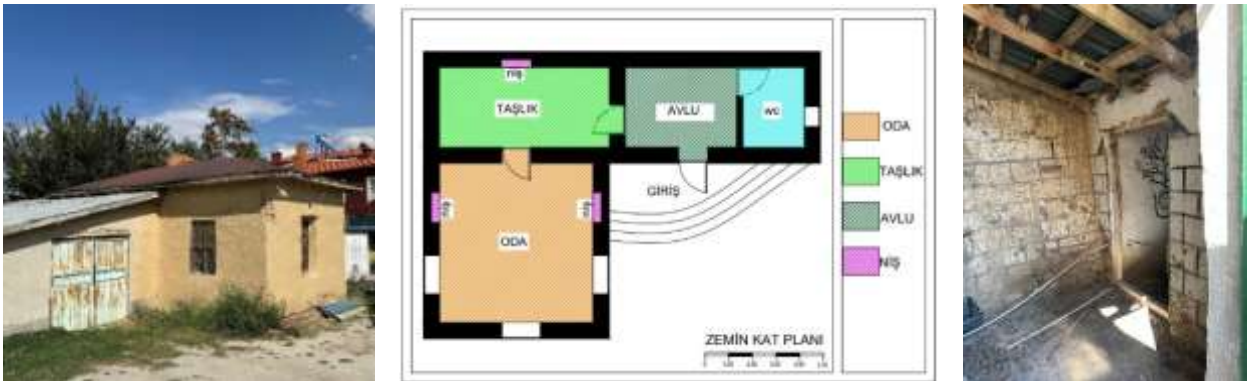 niş
TAŞLIK
AVLU
wc
GİRİŞ
niş
niş
ODA
ODA
TAŞLIK
AVLU
NİŞ
ZEMİN KAT PLANI